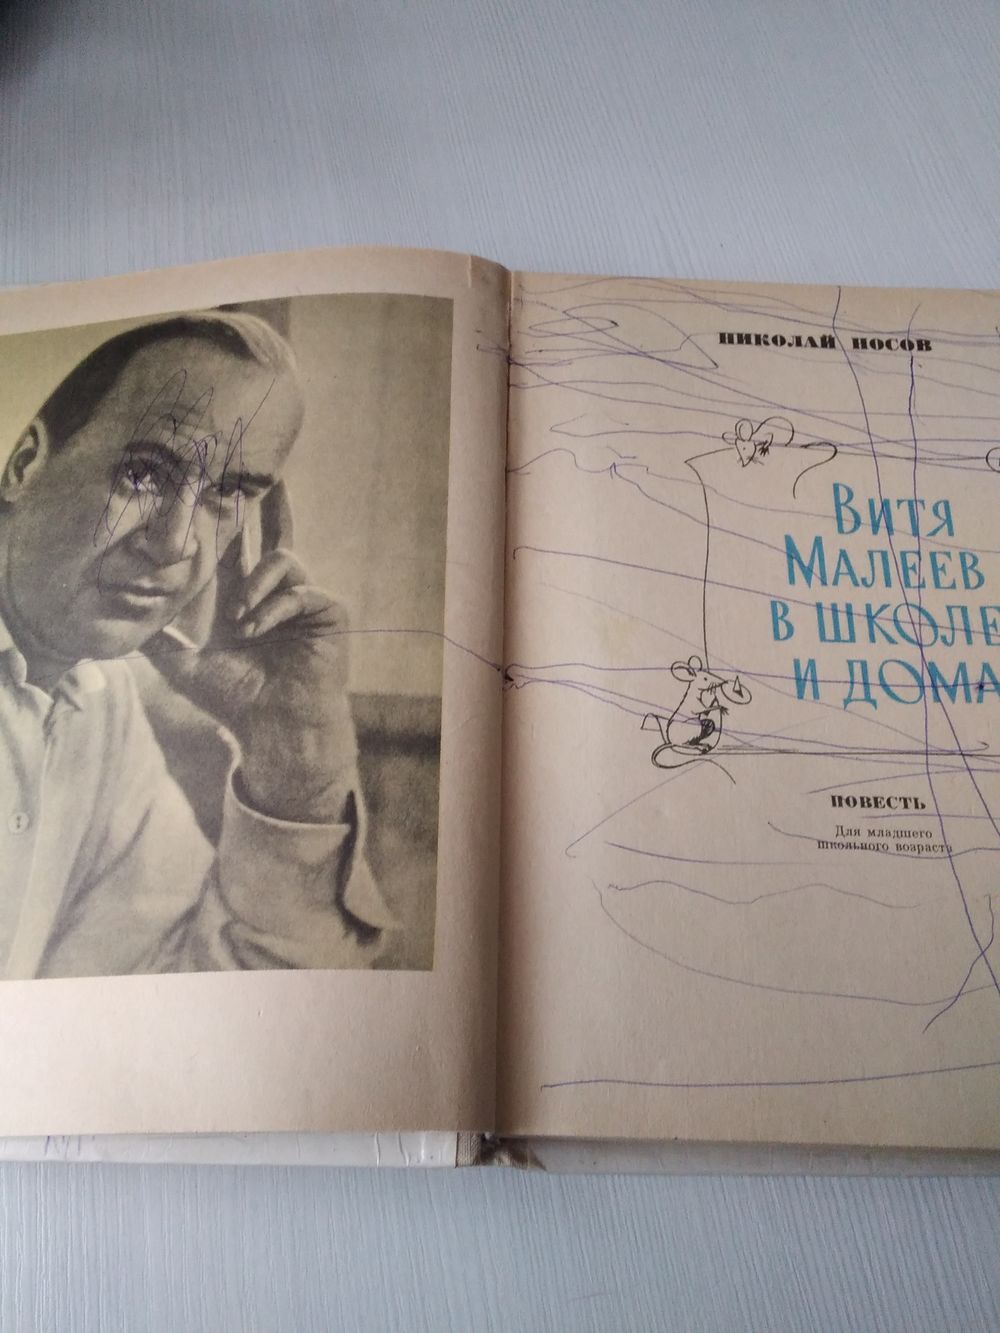 НИКОЛАЙ НОСОВ
ВИТЯ
МАЛЕЕВ
В ШКОЛЕ
И ДОМА
ПОВЕСТЬ
Для младшего
школьного возраста